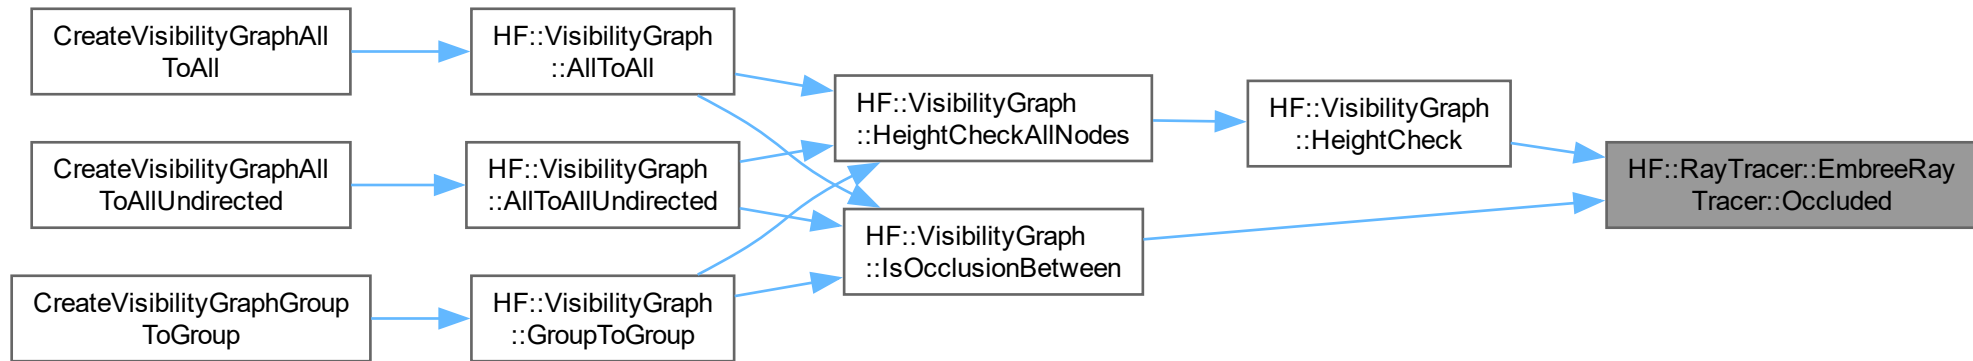 CreateVisibilityGraphAll
ToAll
HF::VisibilityGraph
::AllToAll
HF::VisibilityGraph
::HeightCheckAllNodes
HF::VisibilityGraph
::HeightCheck
CreateVisibilityGraphAll
ToAllUndirected
HF::VisibilityGraph
::AllToAllUndirected
HF::RayTracer::EmbreeRay
Tracer::Occluded
HF::VisibilityGraph
::IsOcclusionBetween
CreateVisibilityGraphGroup
ToGroup
HF::VisibilityGraph
::GroupToGroup